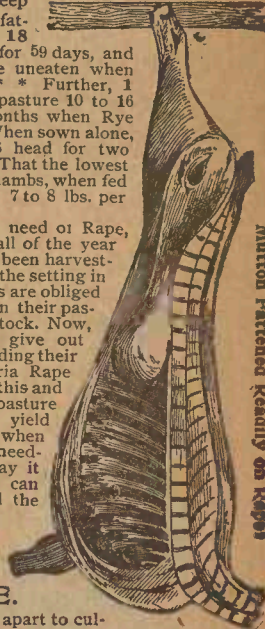 eep
fat-
18
for 59 days, and
e uneaten when
* * Further, 1
pasture 10 to 16
onths when Rye
When sown alone,
head for two
That the lowest
ambs, when fed
7 to 8 lbs. per
need of Rape,
all of the year
been harvest-
the setting in
s are obliged
n their pas-
tock. Now,
give out
ding their
ria Rape
this and
pasture
yield
when
need-
ay it
can
l the
E.
apart to cul-
Mutton Fattened Readily on Rape!